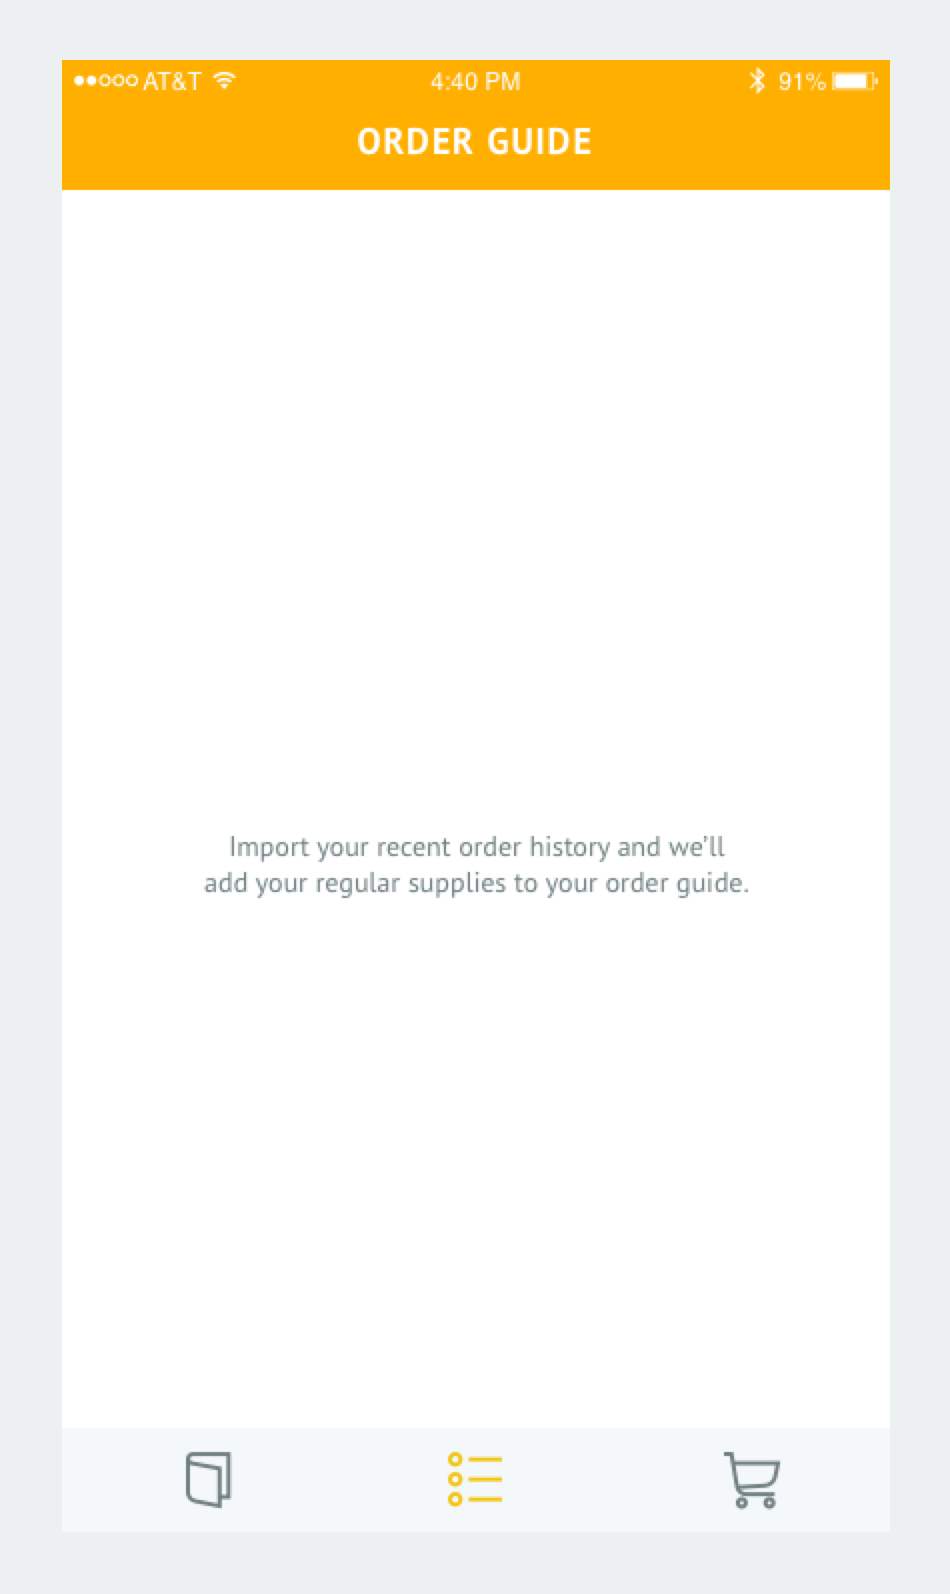 AT&T 4:40 PM 91%
ORDER GUIDE
Import your recent order history and we’ll
add your regular supplies to your order guide.